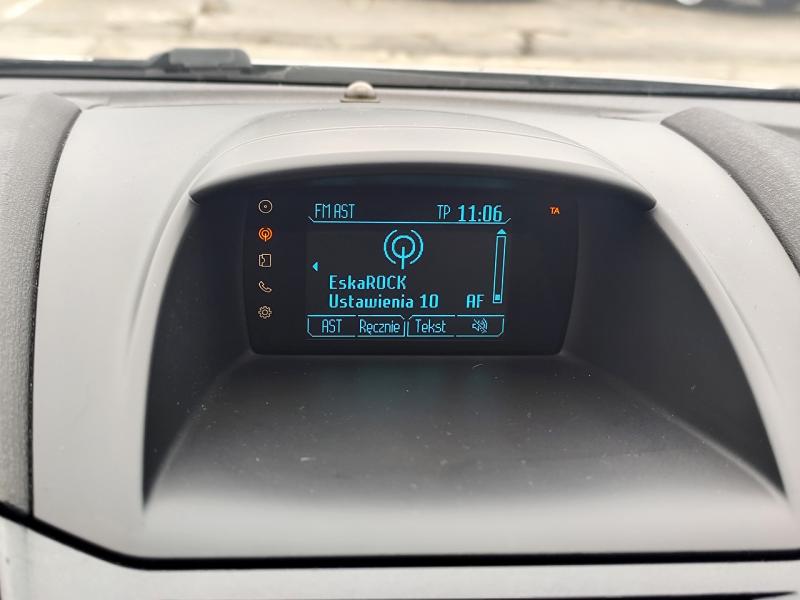 FM AST TP 11:06 TA
EskaROCK
Ustawienia 10 AF
AST Ręcznie Tekst